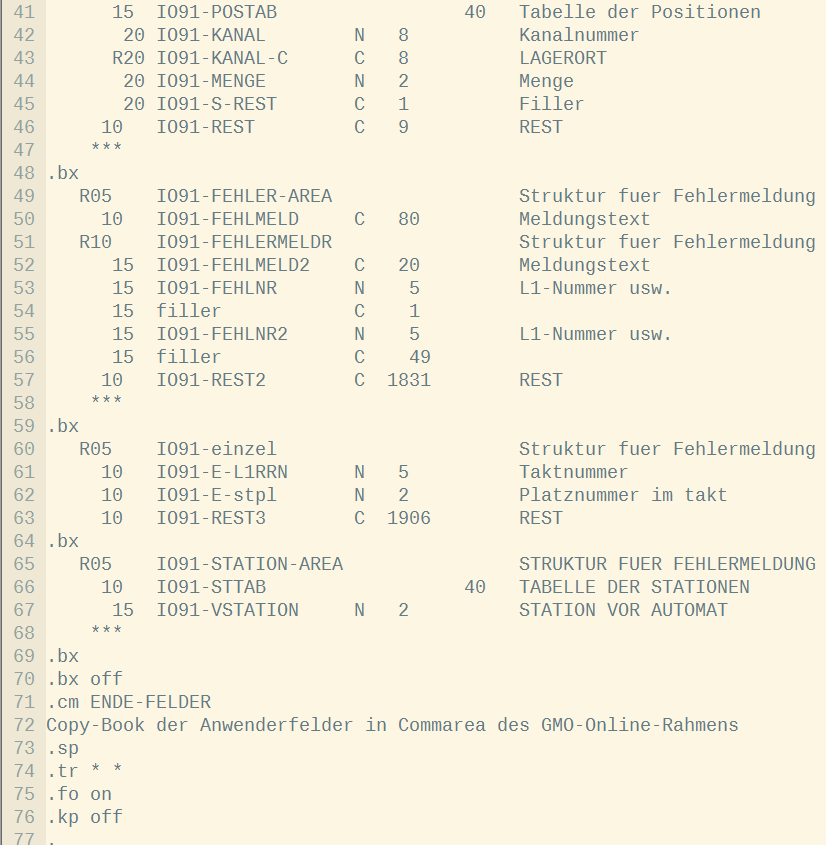 41       15  IO91-POSTAB                 40   Tabelle der Positionen
42        20 IO91-KANAL        N   8          Kanalnummer
43       R20 IO91-KANAL-C      C   8          LAGERORT
44        20 IO91-MENGE        N   2          Menge
45        20 IO91-S-REST       C   1          Filler
46      10   IO91-REST         C   9          REST
47     ***
48 .bx
49    R05    IO91-FEHLER-AREA                 Struktur fuer Fehlermeldung
50      10   IO91-FEHLMELD     C   80         Meldungstext
51    R10    IO91-FEHLERMELDR                 Struktur fuer Fehlermeldung
52       15  IO91-FEHLMELD2    C   20         Meldungstext
53       15  IO91-FEHLNR       N    5         L1-Nummer usw.
54       15  filler            C    1
55       15  IO91-FEHLNR2      N    5         L1-Nummer usw.
56       15  filler            C    49
57      10   IO91-REST2        C  1831        REST
58     ***
59 .bx
60    R05    IO91-einzel                      Struktur fuer Fehlermeldung
61      10   IO91-E-L1RRN      N   5          Taktnummer
62      10   IO91-E-stpl       N   2          Platznummer im takt
63      10   IO91-REST3        C  1906        REST
64 .bx
65    R05    IO91-STATION-AREA                STRUKTUR FUER FEHLERMELDUNG
66      10   IO91-STTAB                  40   TABELLE DER STATIONEN
67       15  IO91-VSTATION     N   2          STATION VOR AUTOMAT
68     ***
69 .bx
70 .bx off
71 .cm ENDE-FELDER
72 Copy-Book der Anwenderfelder in Commarea des GMO-Online-Rahmens
73 .sp
74 .tr * *
75 .fo on
76 .kp off
77 .